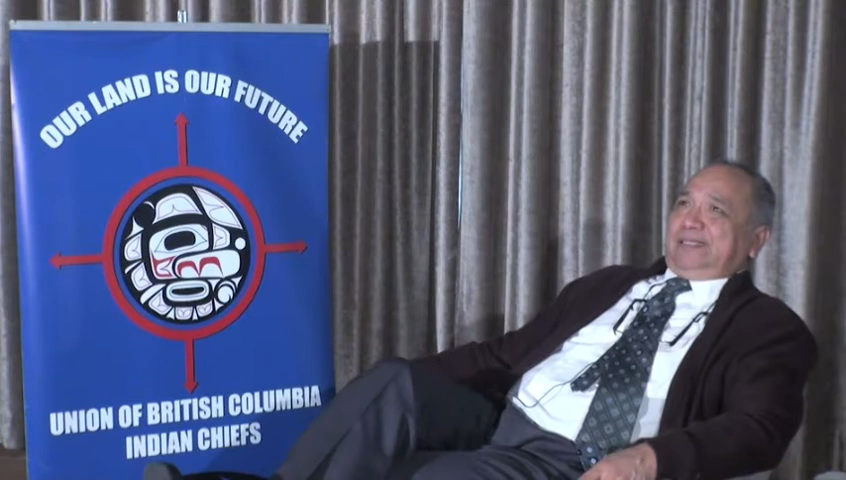 OUR LAND IS OUR FUTURE
UNION OF BRITISH COLUMBIA
INDIAN CHIEFS